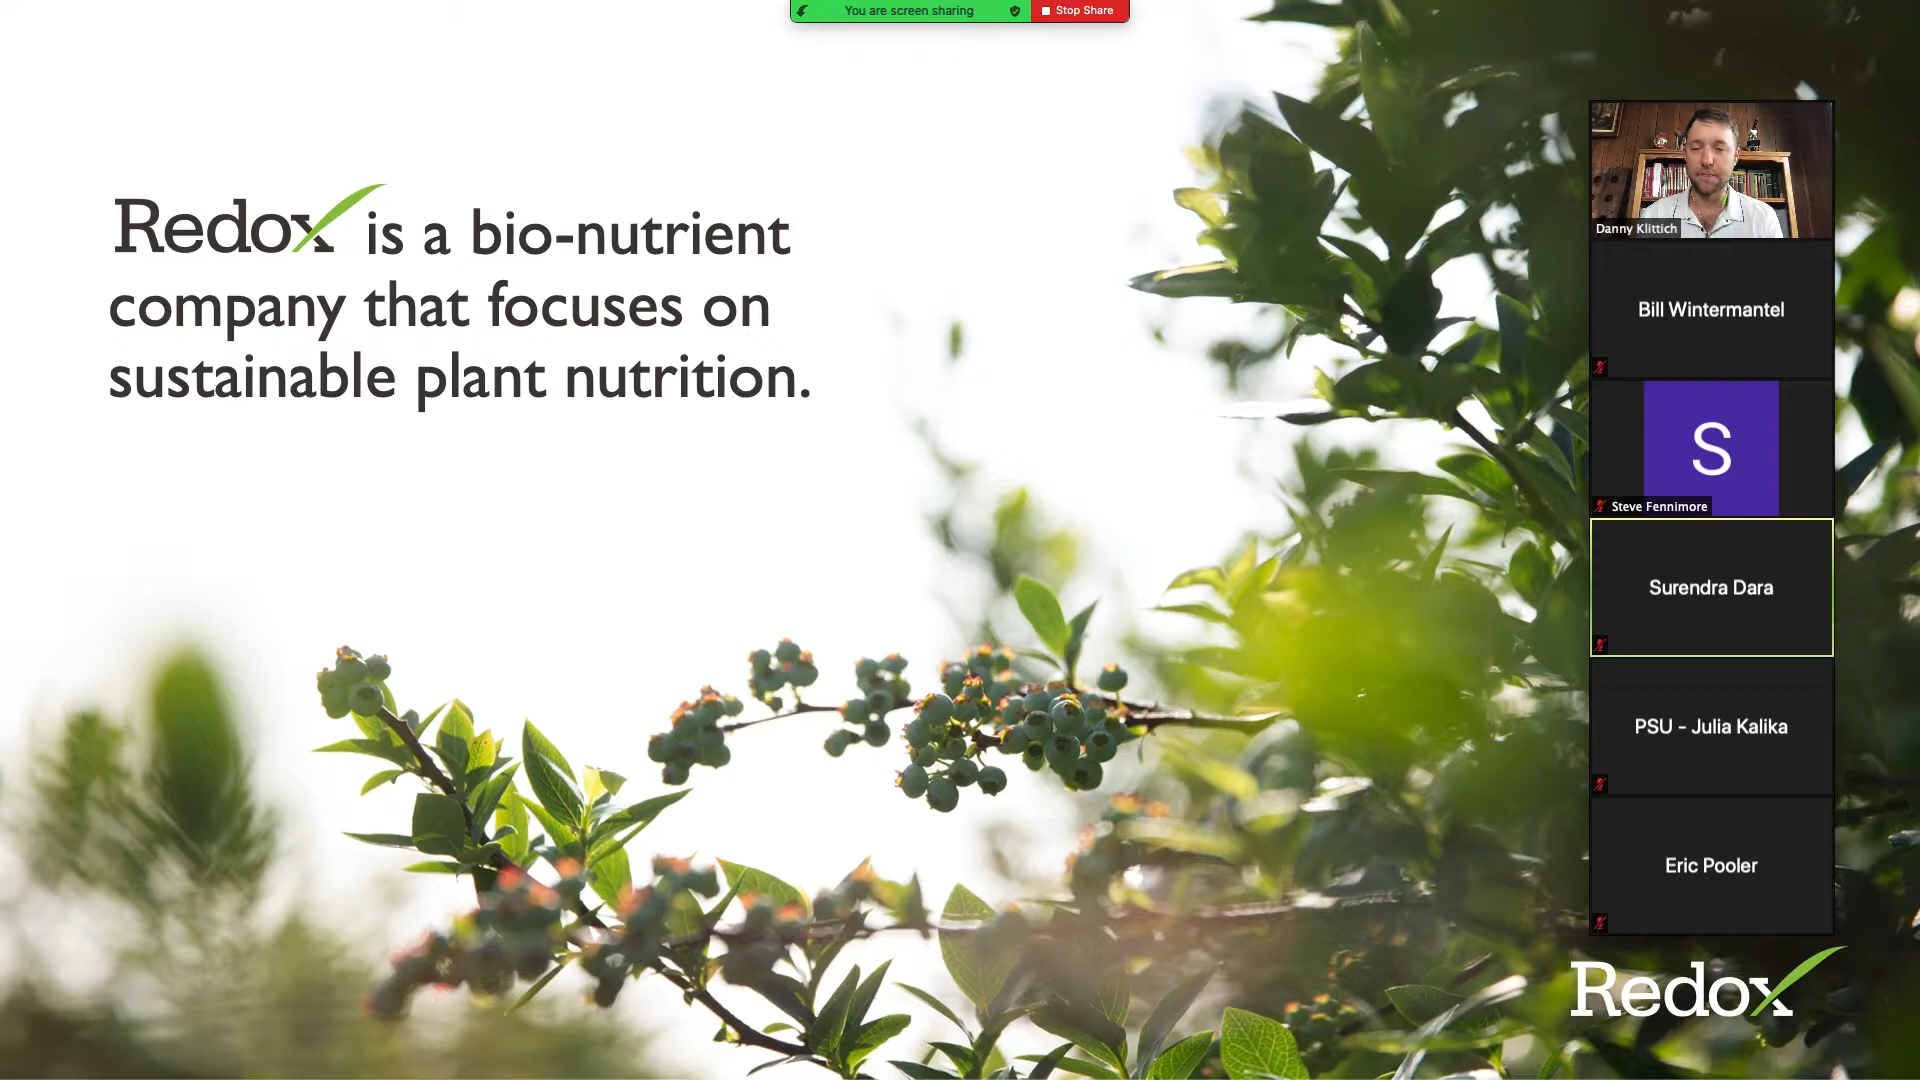 You are screen sharing
Stop Share
Redox is a bio-nutrient
company that focuses on
sustainable plant nutrition.
Danny Klittich
Bill Wintermantel
S
Steve Fennimore
Surendra Dara
PSU - Julia Kalika
Eric Pooler
Redox